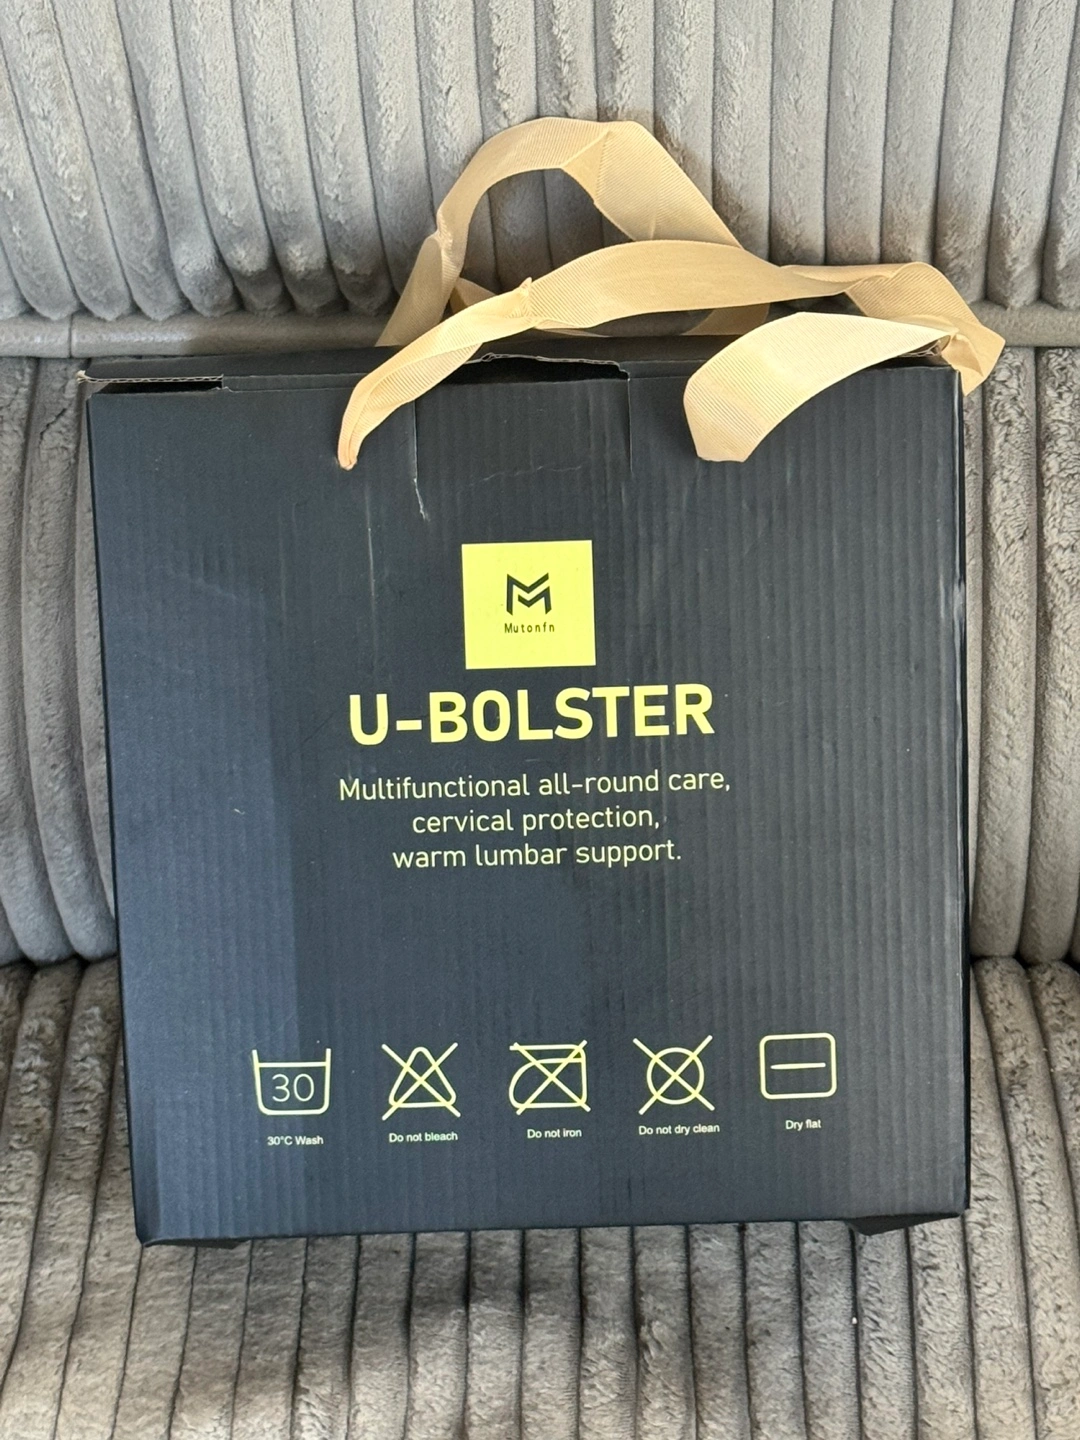 Mutonfn
U-BOLSTER
Multifunctional all-round care,
cervical protection,
warm lumbar support.
30
30°C Wash
Do not bleach
Do not iron
Do not dry clean
Dry flat